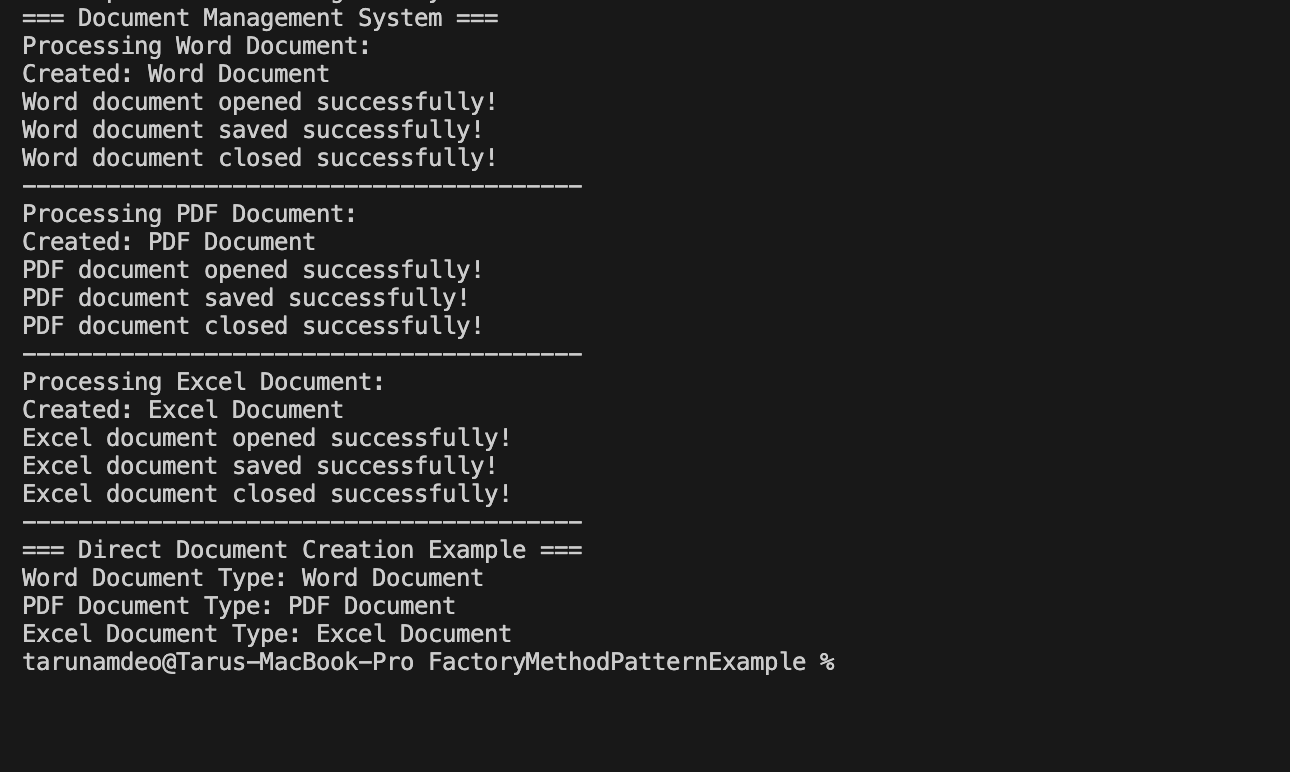 === Document Management System ===
Processing Word Document:
Created: Word Document
Word document opened successfully!
Word document saved successfully!
Word document closed successfully!
----------------------------------------
Processing PDF Document:
Created: PDF Document
PDF document opened successfully!
PDF document saved successfully!
PDF document closed successfully!
----------------------------------------
Processing Excel Document:
Created: Excel Document
Excel document opened successfully!
Excel document saved successfully!
Excel document closed successfully!
----------------------------------------
=== Direct Document Creation Example ===
Word Document Type: Word Document
PDF Document Type: PDF Document
Excel Document Type: Excel Document
tarunamdeo@Tarus-MacBook-Pro FactoryMethodPatternExample %